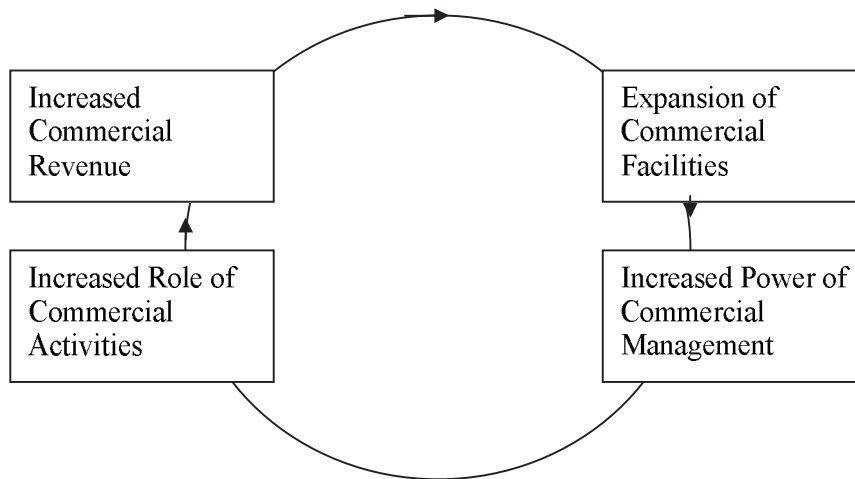 Increased
Commercial
Revenue
Expansion of
Commercial
Facilities
Increased Role of
Commercial
Activities
Increased Power of
Commercial
Management